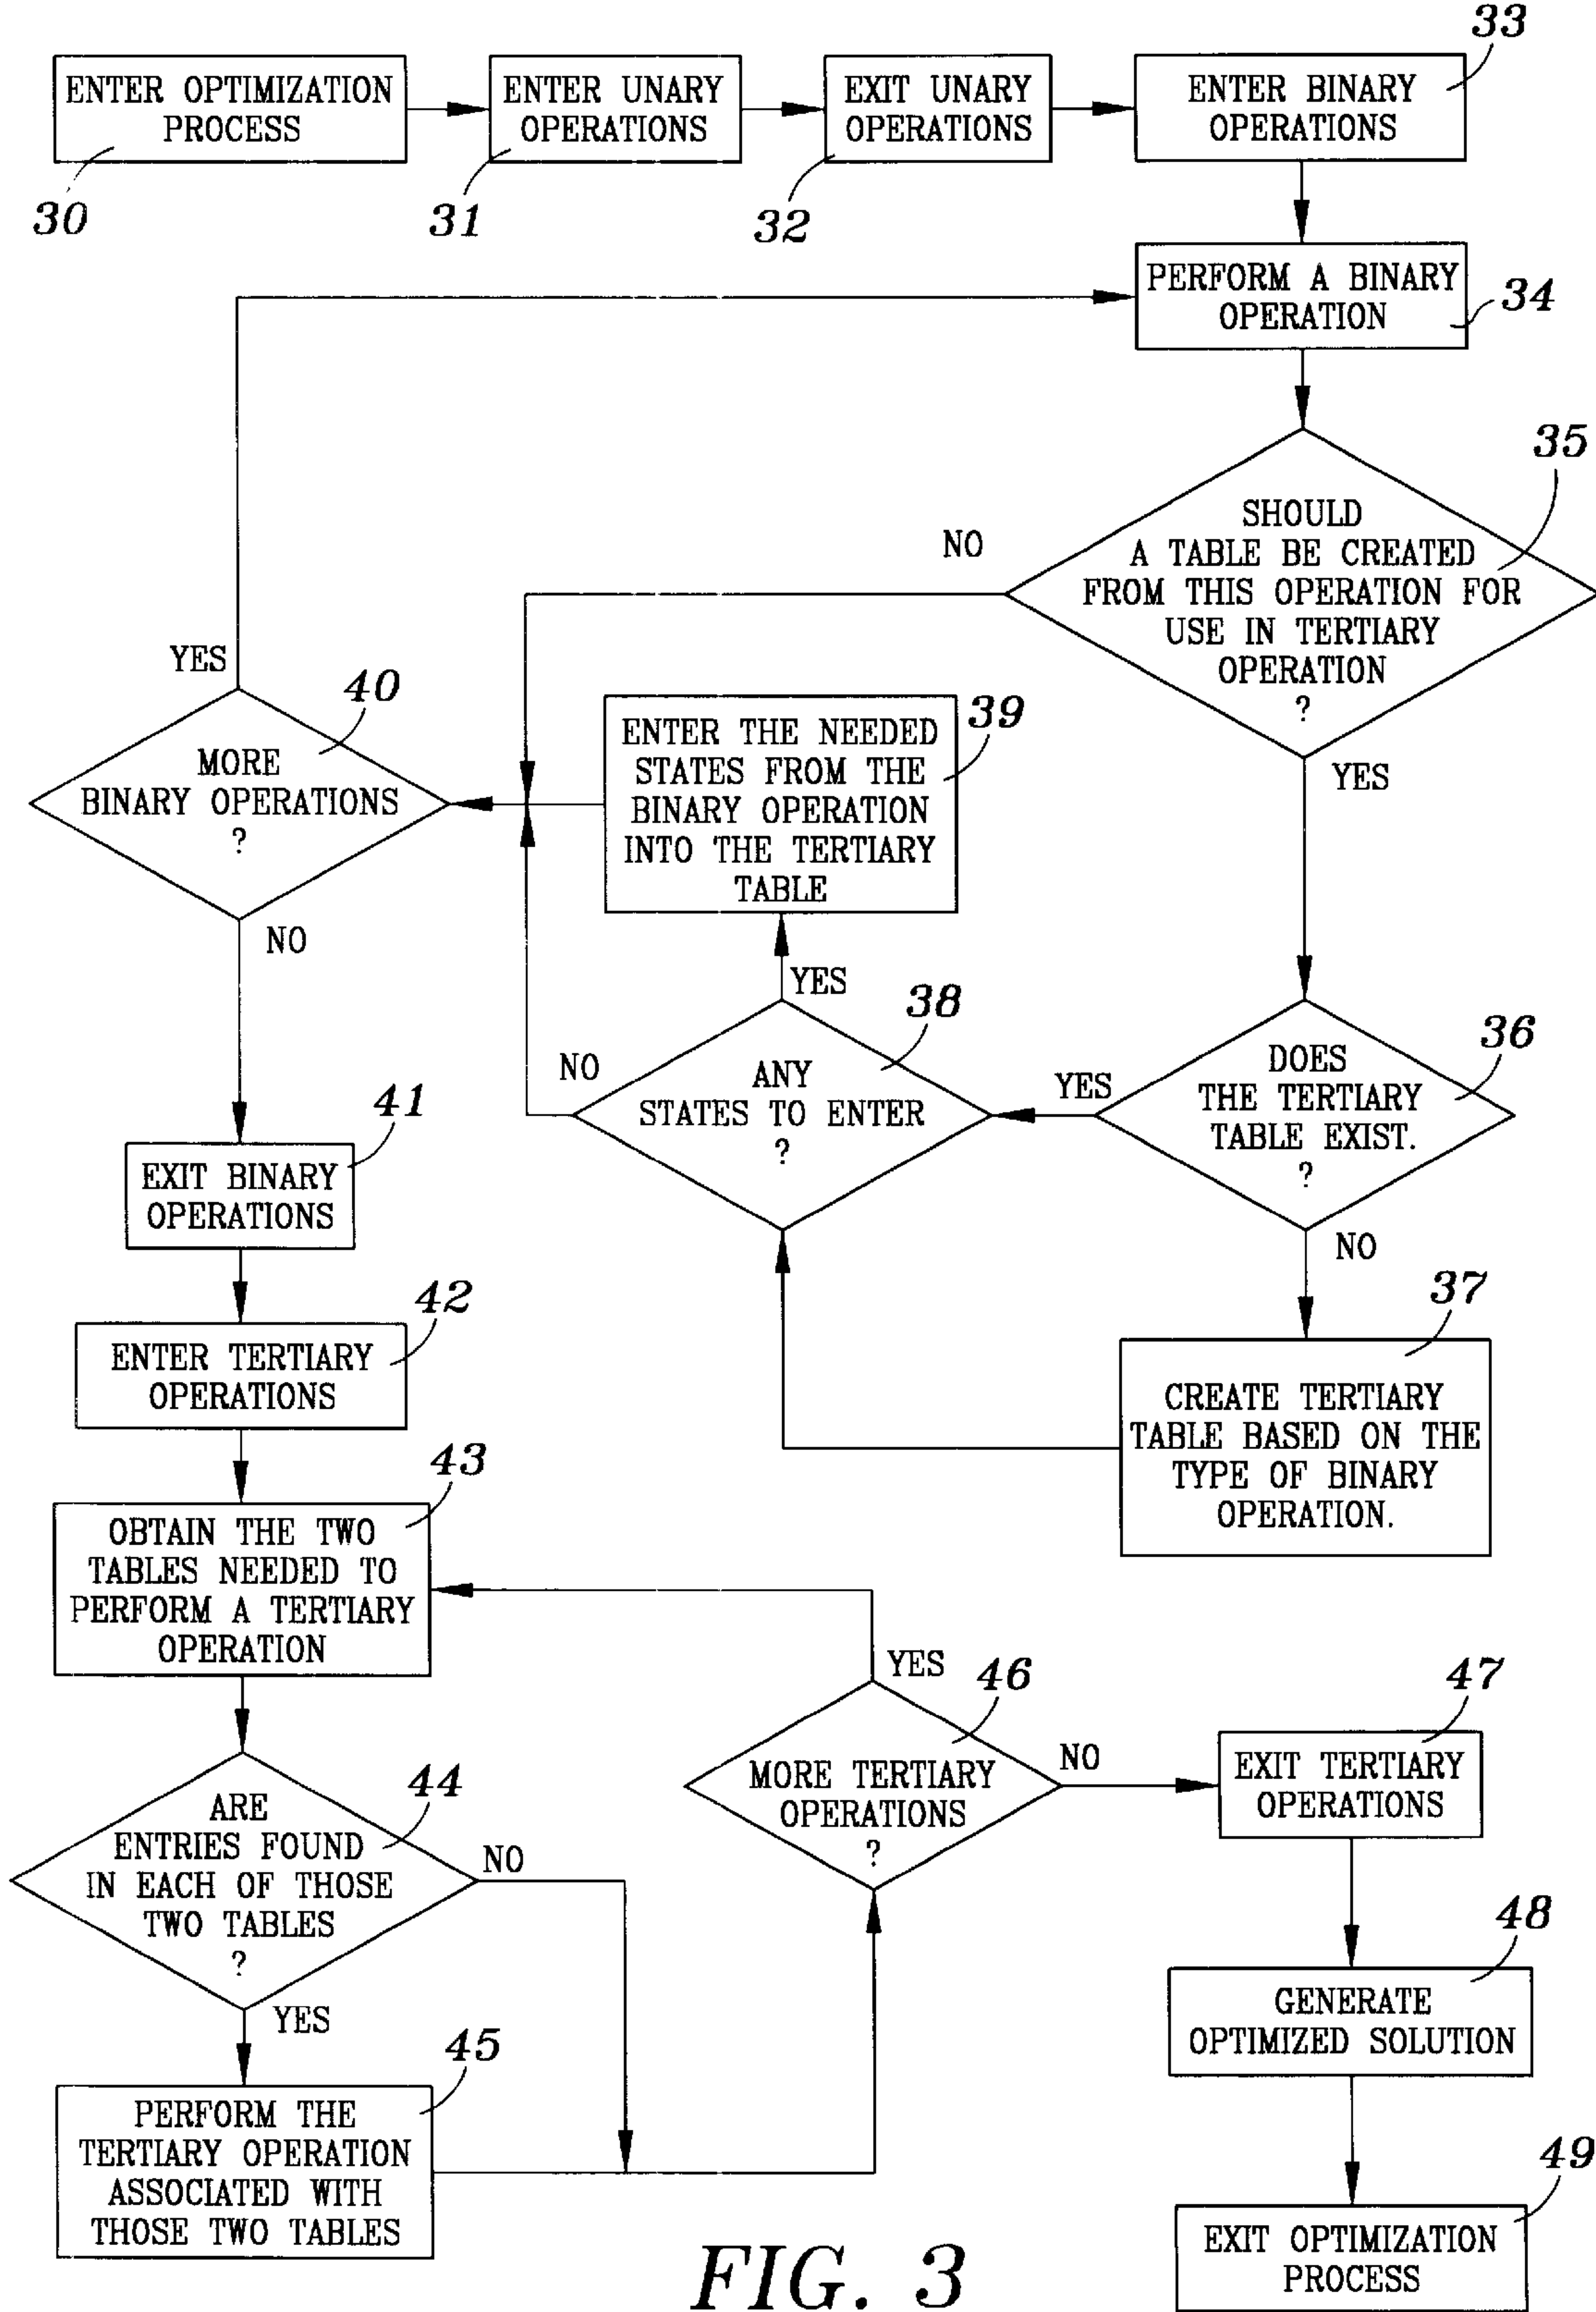 33
ENTER OPTIMIZATION
PROCESS
30
ENTER UNARY
OPERATIONS
31
EXIT UNARY
OPERATIONS
32
ENTER BINARY
OPERATIONS
PERFORM A BINARY
OPERATION
34
35
SHOULD
A TABLE BE CREATED
FROM THIS OPERATION FOR
USE IN TERTIARY
OPERATION
?
NO
YES
YES
40
MORE
BINARY OPERATIONS
?
NO
39
ENTER THE NEEDED
STATES FROM THE
BINARY OPERATION
INTO THE TERTIARY
TABLE
YES
38
ANY
STATES TO ENTER
?
NO
36
DOES
THE TERTIARY
TABLE EXIST.
?
YES
NO
37
CREATE TERTIARY
TABLE BASED ON THE
TYPE OF BINARY
OPERATION.
41
EXIT BINARY
OPERATIONS
42
ENTER TERTIARY
OPERATIONS
43
OBTAIN THE TWO
TABLES NEEDED TO
PERFORM A TERTIARY
OPERATION
44
ARE
ENTRIES FOUND
IN EACH OF THOSE
TWO TABLES
?
NO
YES
45
PERFORM THE
TERTIARY OPERATION
ASSOCIATED WITH
THOSE TWO TABLES
YES
46
MORE TERTIARY
OPERATIONS
?
NO
47
EXIT TERTIARY
OPERATIONS
48
GENERATE
OPTIMIZED SOLUTION
49
EXIT OPTIMIZATION
PROCESS
FIG. 3